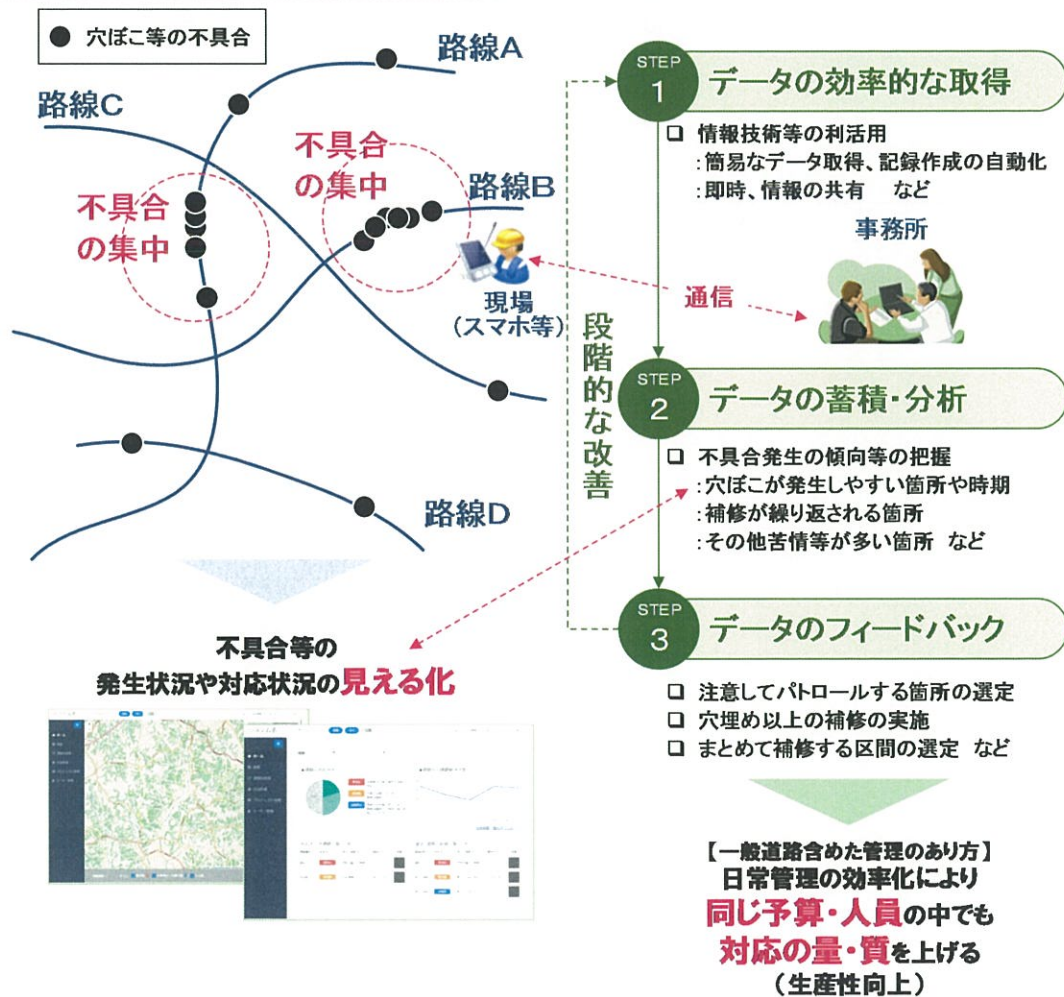 ● 穴ぼこ等の不具合
路線A
路線C
不具合
の集中
路線B
不具合
の集中
現場
(スマホ等)
路線D
不具合等の
発生状況や対応状況の見える化
STEP
1
データの効率的な取得
❑ 情報技術等の利活用
:簡易なデータ取得、記録作成の自動化
:即時、情報の共有 など
事務所
通信
段階的な改善
STEP
2
データの蓄積・分析
❑ 不具合発生の傾向等の把握
:穴ぼこが発生しやすい箇所や時期
:補修が繰り返される箇所
:その他苦情等が多い箇所 など
STEP
3
データのフィードバック
❑ 注意してパトロールする箇所の選定
❑ 穴埋め以上の補修の実施
❑ まとめて補修する区間の選定 など
【一般道路含めた管理のあり方】
日常管理の効率化により
同じ予算・人員の中でも
対応の量・質を上げる
(生産性向上)